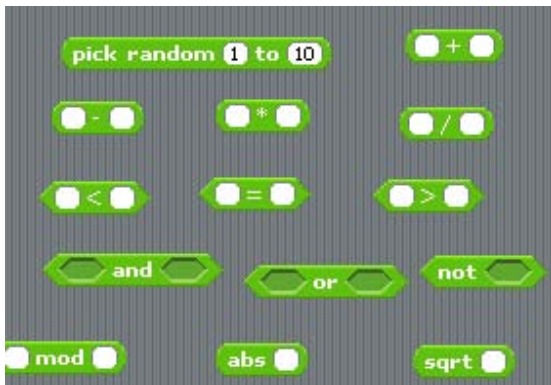 pick random 1 to 10
+
- * /
< = >
and or not
mod abs sqrt